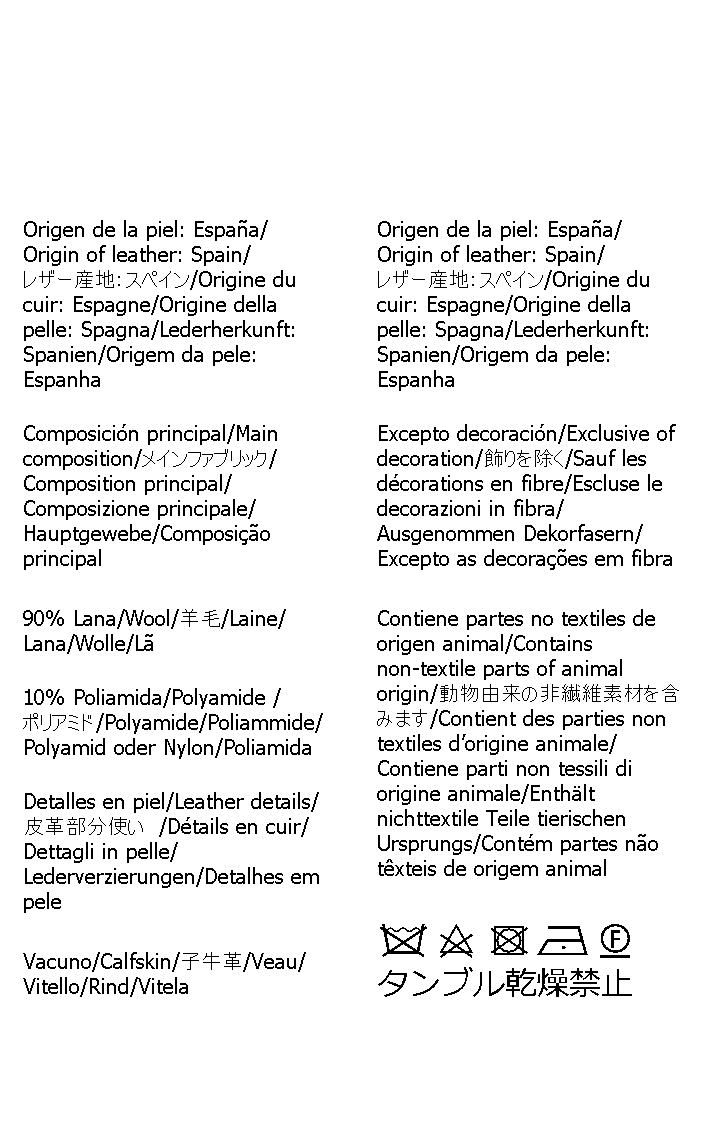 Origen de la piel: España/
Origin of leather: Spain/
レザー産地：スペイン/Origine du
cuir: Espagne/Origine della
pelle: Spagna/Lederherkunft:
Spanien/Origem da pele:
Espanha
Composición principal/Main
composition/メインファブリック/
Composition principal/
Composizione principale/
Hauptgewebe/Composição
principal
90% Lana/Wool/羊毛/Laine/
Lana/Wolle/Lã
10% Poliamida/Polyamide /
ポリアミド/Polyamide/Poliammide/
Polyamid oder Nylon/Poliamida
Detalles en piel/Leather details/
皮革部分使い /Détails en cuir/
Dettagli in pelle/
Lederverzierungen/Detalhes em
pele
Vacuno/Calfskin/子牛革/Veau/
Vitello/Rind/Vitela
Origen de la piel: España/
Origin of leather: Spain/
レザー産地：スペイン/Origine du
cuir: Espagne/Origine della
pelle: Spagna/Lederherkunft:
Spanien/Origem da pele:
Espanha
Excepto decoración/Exclusive of
decoration/飾りを除く/Sauf les
décorations en fibre/Escluse le
decorazioni in fibra/
Ausgenommen Dekorfasern/
Excepto as decorações em fibra
Contiene partes no textiles de
origen animal/Contains
non-textile parts of animal
origin/動物由来の非繊維素材を含
みます/Contient des parties non
textiles d’origine animale/
Contiene parti non tessili di
origine animale/Enthält
nichttextile Teile tierischen
Ursprungs/Contém partes não
têxteis de origem animal
F
タンブル乾燥禁止